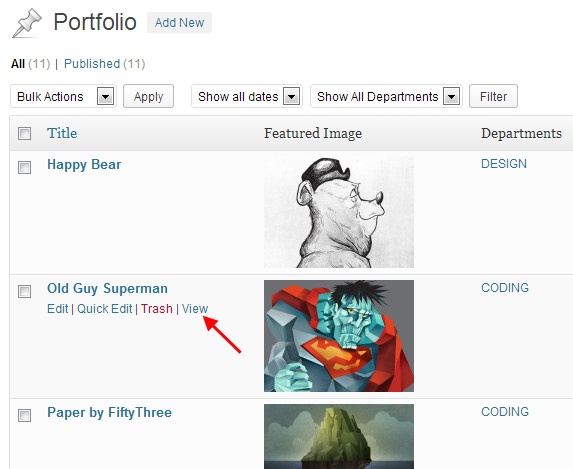 Portfolio Add New
All (11) | Published (11)
Bulk Actions Apply Show all dates Show All Departments Filter
Title Featured Image Departments
Happy Bear DESIGN
Old Guy Superman CODING
Edit | Quick Edit | Trash | View
Paper by FiftyThree CODING